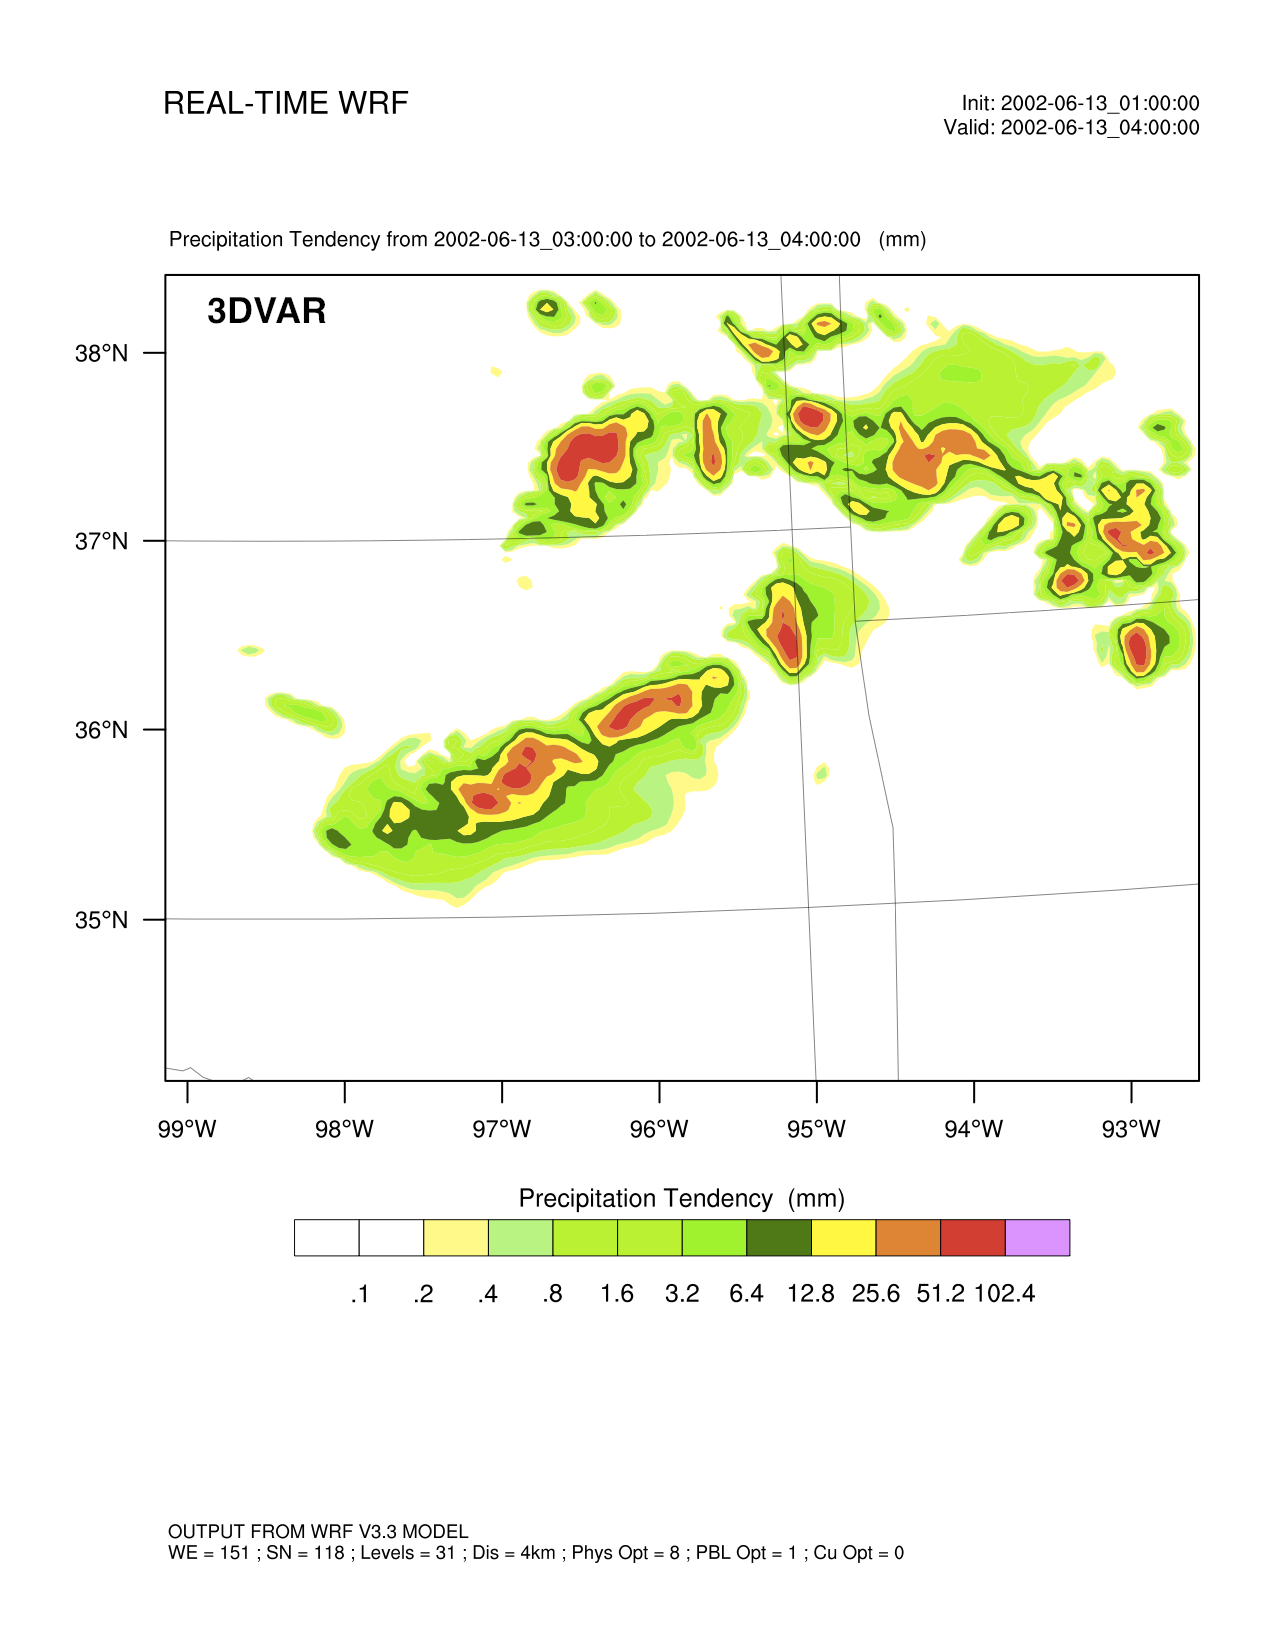 REAL-TIME WRF
Init: 2002-06-13_01:00:00
Valid: 2002-06-13_04:00:00
Precipitation Tendency from 2002-06-13_03:00:00 to 2002-06-13_04:00:00 (mm)
3DVAR
38°N
37°N
36°N
35°N
99°W 98°W 97°W 96°W 95°W 94°W 93°W
Precipitation Tendency (mm)
.1 .2 .4 .8 1.6 3.2 6.4 12.8 25.6 51.2 102.4
OUTPUT FROM WRF V3.3 MODEL
WE = 151 ; SN = 118 ; Levels = 31 ; Dis = 4km ; Phys Opt = 8 ; PBL Opt = 1 ; Cu Opt = 0